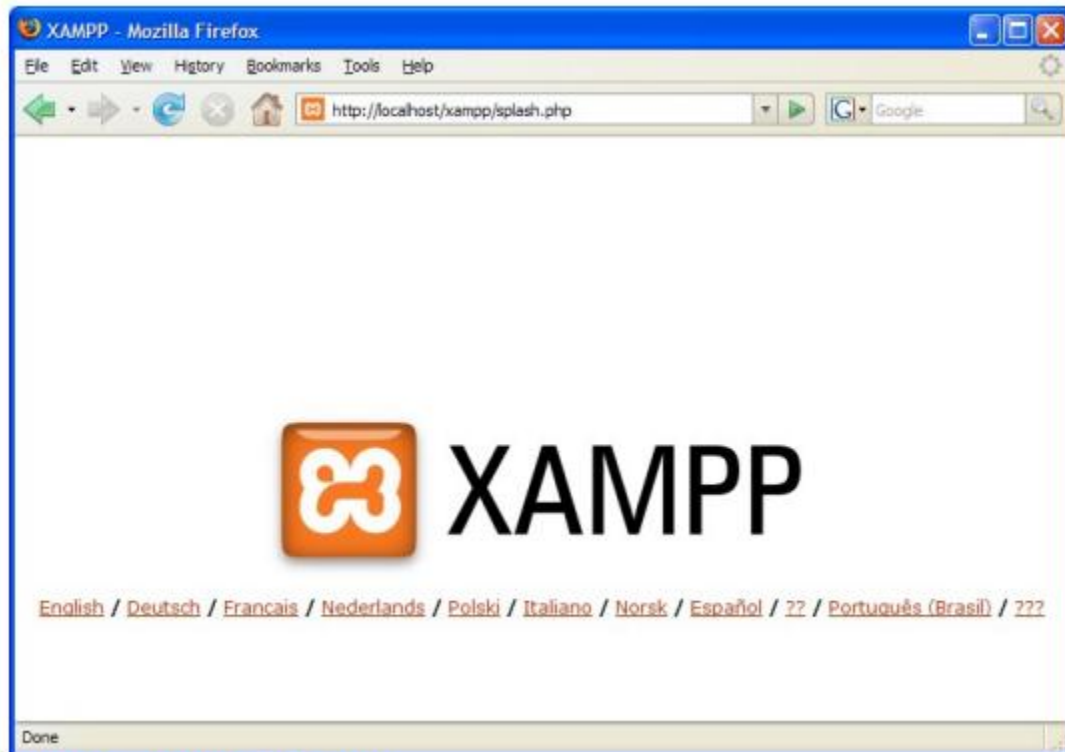 XAMPP - Mozilla Firefox
File Edit View History Bookmarks Tools Help
http://localhost/xampp/splash.php G Google
XAMPP
English / Deutsch / Francais / Nederlands / Polski / Italiano / Norsk / Español / ?? / Português (Brasil) / ???
Done